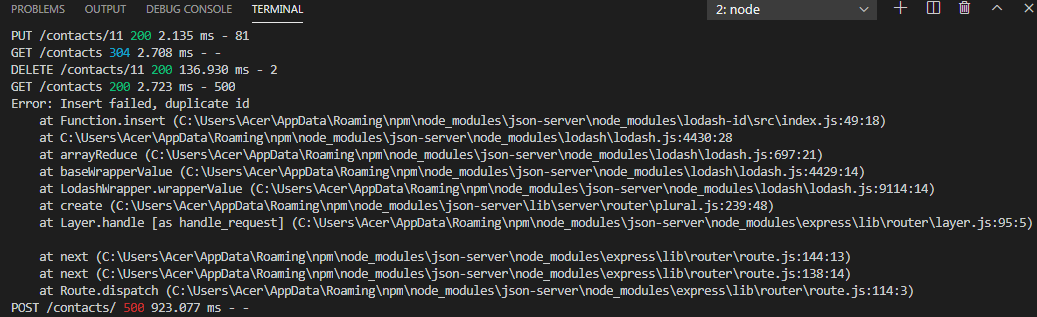 PROBLEMS OUTPUT DEBUG CONSOLE TERMINAL 2: node
PUT /contacts/11 200 2.135 ms - 81
GET /contacts 304 2.708 ms - -
DELETE /contacts/11 200 136.930 ms - 2
GET /contacts 200 2.723 ms - 500
Error: Insert failed, duplicate id
    at Function.insert (C:\Users\Acer\AppData\Roaming\npm\node_modules\json-server\node_modules\lodash-id\src\index.js:49:18)
    at C:\Users\Acer\AppData\Roaming\npm\node_modules\json-server\node_modules\lodash\lodash.js:4430:28
    at arrayReduce (C:\Users\Acer\AppData\Roaming\npm\node_modules\json-server\node_modules\lodash\lodash.js:697:21)
    at baseWrapperValue (C:\Users\Acer\AppData\Roaming\npm\node_modules\json-server\node_modules\lodash\lodash.js:4429:14)
    at LodashWrapper.wrapperValue (C:\Users\Acer\AppData\Roaming\npm\node_modules\json-server\node_modules\lodash\lodash.js:9114:14)
    at create (C:\Users\Acer\AppData\Roaming\npm\node_modules\json-server\lib\server\router\plural.js:239:48)
    at Layer.handle [as handle_request] (C:\Users\Acer\AppData\Roaming\npm\node_modules\json-server\node_modules\express\lib\router\layer.js:95:5)
    at next (C:\Users\Acer\AppData\Roaming\npm\node_modules\json-server\node_modules\express\lib\router\route.js:144:13)
    at next (C:\Users\Acer\AppData\Roaming\npm\node_modules\json-server\node_modules\express\lib\router\route.js:138:14)
    at Route.dispatch (C:\Users\Acer\AppData\Roaming\npm\node_modules\json-server\node_modules\express\lib\router\route.js:114:3)
POST /contacts/ 500 923.077 ms - -